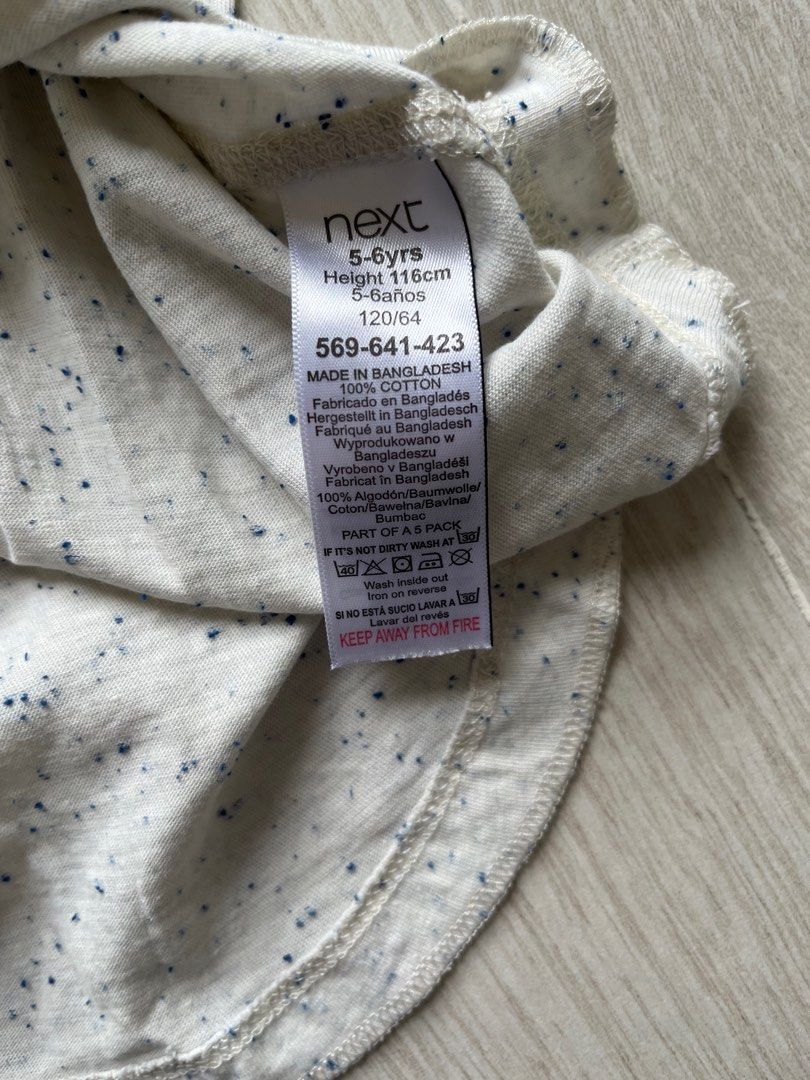 next
5-6yrs
Height 116cm
5-6años
120/64
569-641-423
MADE IN BANGLADESH
100% COTTON
Fabricado en Bangladés
Hergestellt in Bangladesch
Fabriqué au Bangladesh
Wyprodukowano w
Bangladeszu
Vyrobeno v Bangladéši
Fabricat în Bangladesh
100% Algodón/Baumwolle/
Coton/Bawełna/Bavlna/
Bumbac
PART OF A 5 PACK
IF IT'S NOT DIRTY WASH AT 30
40
Wash inside out
Iron on reverse
SI NO ESTÁ SUCIO LAVAR A 30
Lavar del revés
KEEP AWAY FROM FIRE